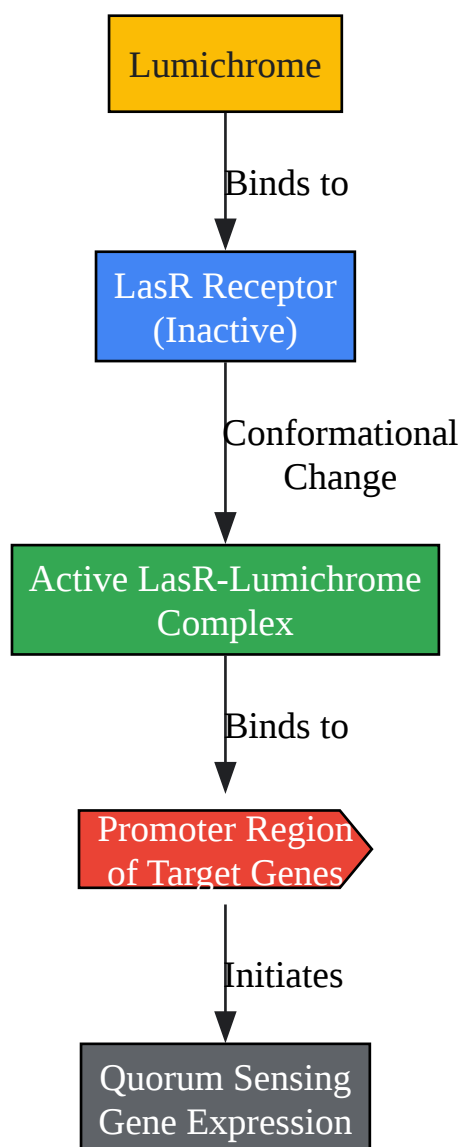 Lumichrome
Binds to
LasR Receptor
(Inactive)
Conformational
Change
Active LasR-Lumichrome
Complex
Binds to
Promoter Region
of Target Genes
Initiates
Quorum Sensing
Gene Expression